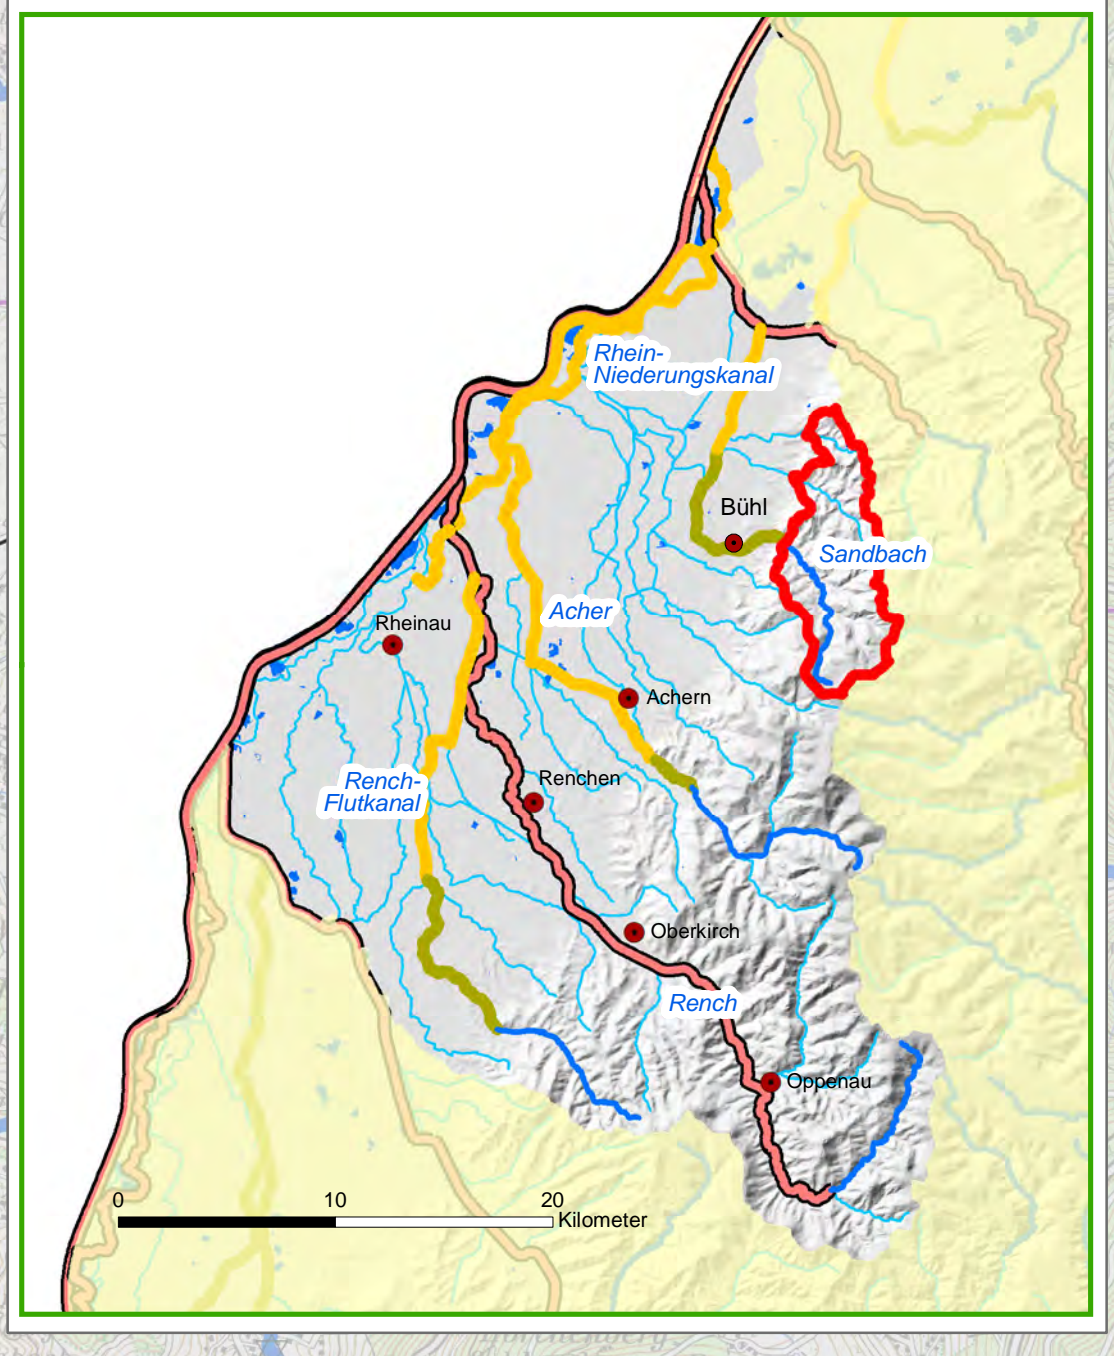 Rhein-
Niederungskanal
Bühl
Sandbach
Acher
Rheinau
Achern
Rench-
Flutkanal
Renchen
Oberkirch
Rench
Oppenau
0 10 20
Kilometer